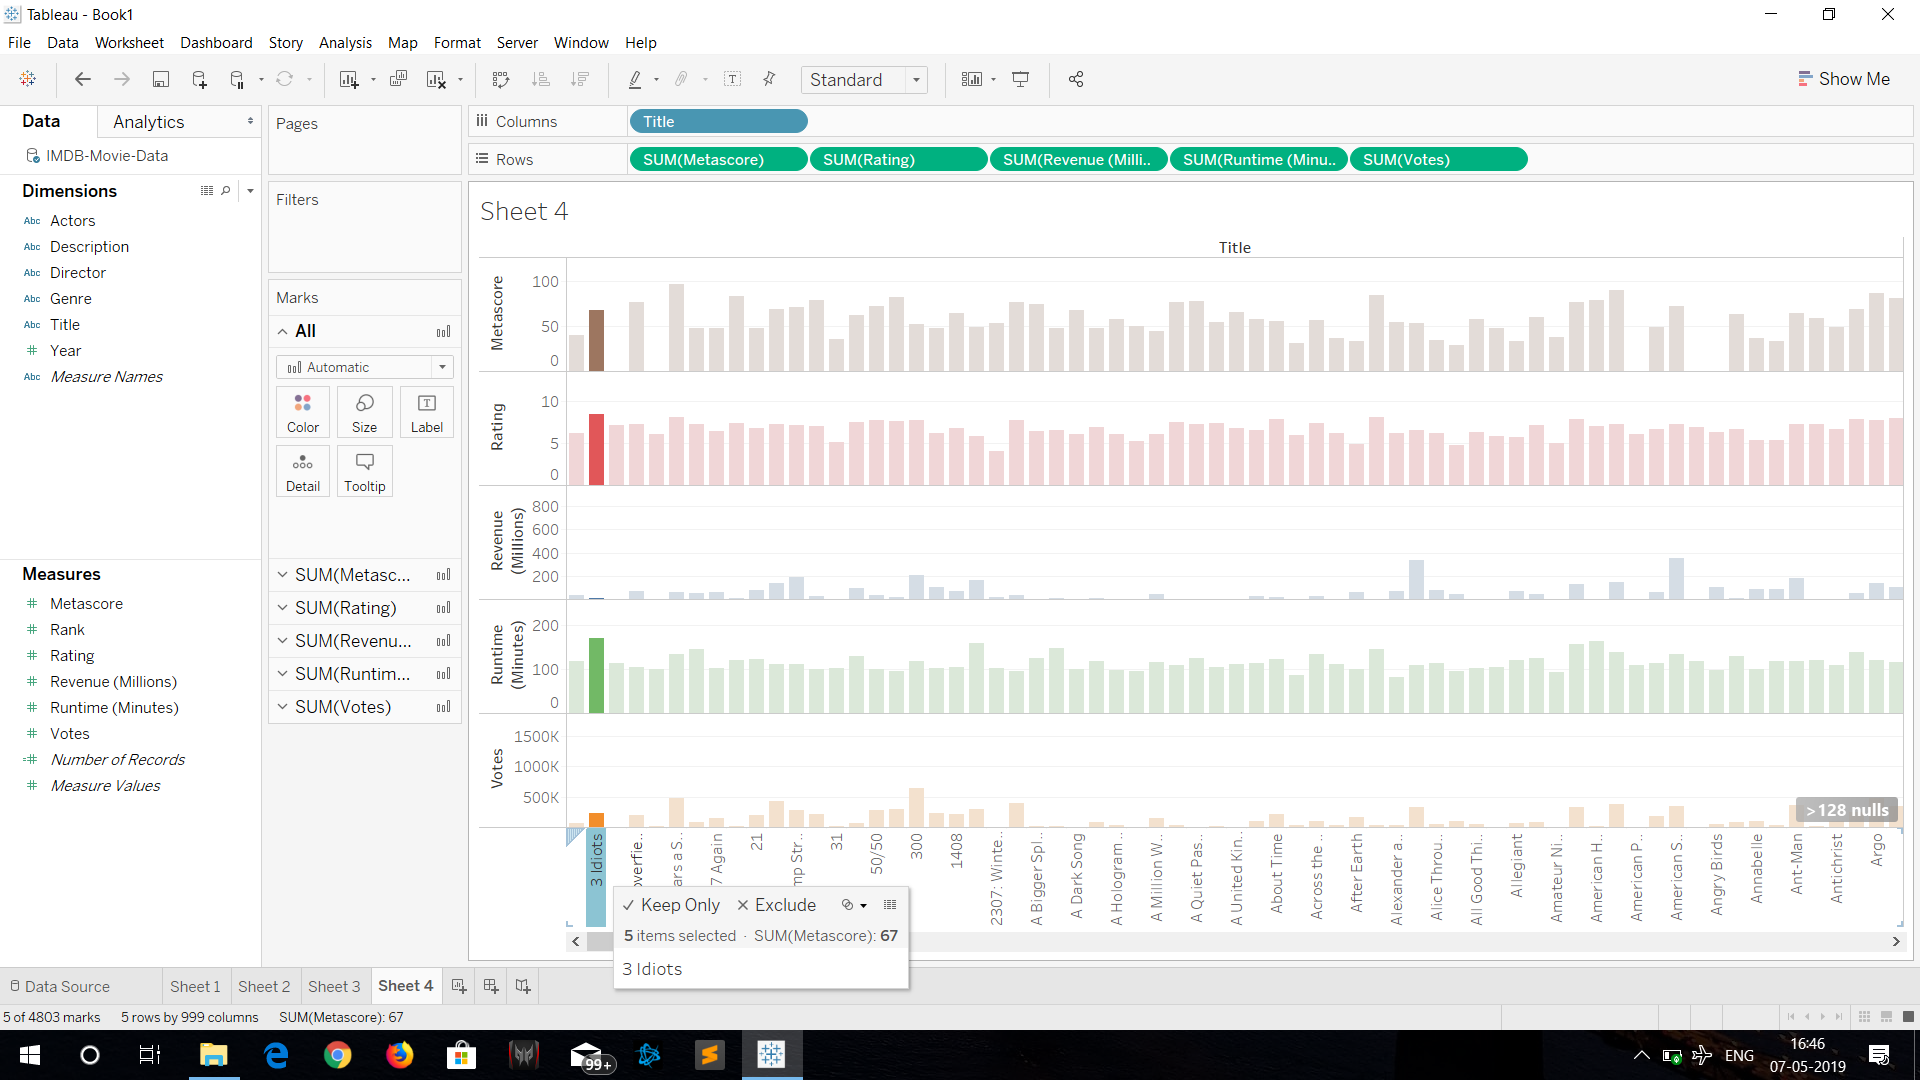 Tableau - Book1
File Data Worksheet Dashboard Story Analysis Map Format Server Window Help
Standard
Show Me
Data
Analytics
IMDB-Movie-Data
Dimensions
Abc Actors
Abc Description
Abc Director
Abc Genre
Abc Title
# Year
Abc Measure Names
Measures
# Metascore
# Rank
# Rating
# Revenue (Millions)
# Runtime (Minutes)
# Votes
=# Number of Records
# Measure Values
Pages
Filters
Marks
All
Automatic
Color
Size
Label
Detail
Tooltip
SUM(Metasc...
SUM(Rating)
SUM(Revenu...
SUM(Runtim...
SUM(Votes)
Columns
Title
Rows
SUM(Metascore) SUM(Rating) SUM(Revenue (Milli.. SUM(Runtime (Minu.. SUM(Votes)
Sheet 4
Title
Metascore
100
50
0
Rating
10
5
0
Revenue
(Millions)
800
600
400
200
Runtime
(Minutes)
200
100
0
Votes
1500K
1000K
500K
>128 nulls
3 Idiots
overfie..
ars a S..
7 Again
21
mp Str ..
31
50/50
300
1408
2307: Winte..
A Bigger Spl..
A Dark Song
A Hologram ..
A Million W..
A Quiet Pas..
A United Kin..
About Time
Across the ..
After Earth
Alexander a..
Alice Throu..
All Good Thi..
Allegiant
Amateur Ni..
American H..
American P..
American S..
Angry Birds
Annabelle
Ant-Man
Antichrist
Argo
Keep Only
Exclude
5 items selected · SUM(Metascore): 67
3 Idiots
Data Source
Sheet 1
Sheet 2
Sheet 3
Sheet 4
5 of 4803 marks
5 rows by 999 columns
SUM(Metascore): 67
99+
ENG
16:46
07-05-2019